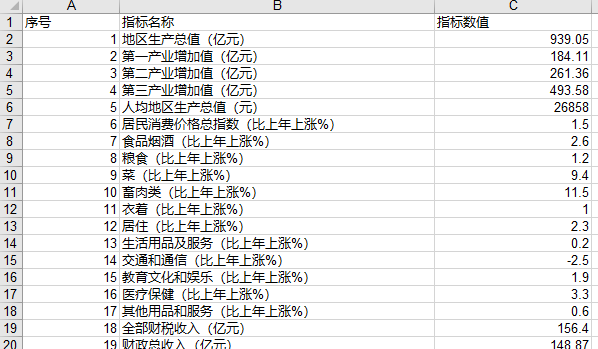 A B C
1 序号 指标名称 指标数值
2 1 地区生产总值（亿元） 939.05
3 2 第一产业增加值（亿元） 184.11
4 3 第二产业增加值（亿元） 261.36
5 4 第三产业增加值（亿元） 493.58
6 5 人均地区生产总值（元） 26858
7 6 居民消费价格总指数（比上年上涨%） 1.5
8 7 食品烟酒（比上年上涨%） 2.6
9 8 粮食（比上年上涨%） 1.2
10 9 菜（比上年上涨%） 9.4
11 10 畜肉类（比上年上涨%） 11.5
12 11 衣着（比上年上涨%） 1
13 12 居住（比上年上涨%） 2.3
14 13 生活用品及服务（比上年上涨%） 0.2
15 14 交通和通信（比上年上涨%） -2.5
16 15 教育文化和娱乐（比上年上涨%） 1.9
17 16 医疗保健（比上年上涨%） 3.3
18 17 其他用品和服务（比上年上涨%） 0.6
19 18 全部财税收入（亿元） 156.4
20 19 财政总收入（亿元） 148.87